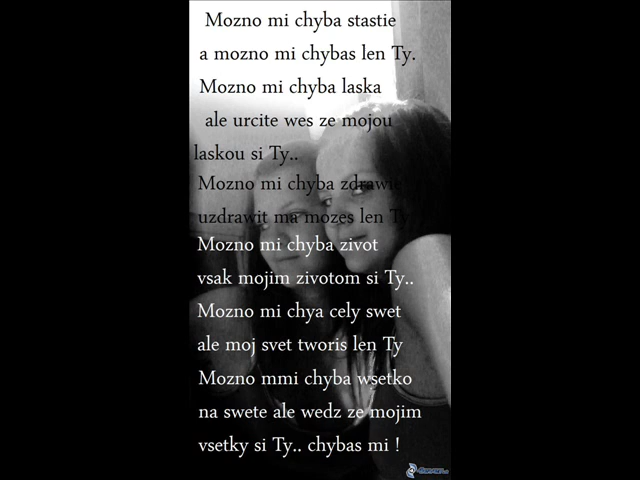 Mozno mi chyba stastie
a mozno mi chybas len Ty.
Mozno mi chyba laska
ale urcite wes ze mojou
laskou si Ty..
Mozno mi chyba zdrawie
uzdrawit ma mozes len Ty
Mozno mi chyba zivot
vsak mojim zivotom si Ty..
Mozno mi chya cely swet
ale moj svet tworis len Ty
Mozno mmi chyba wsetko
na swete ale wedz ze mojim
vsetky si Ty.. chybas mi !